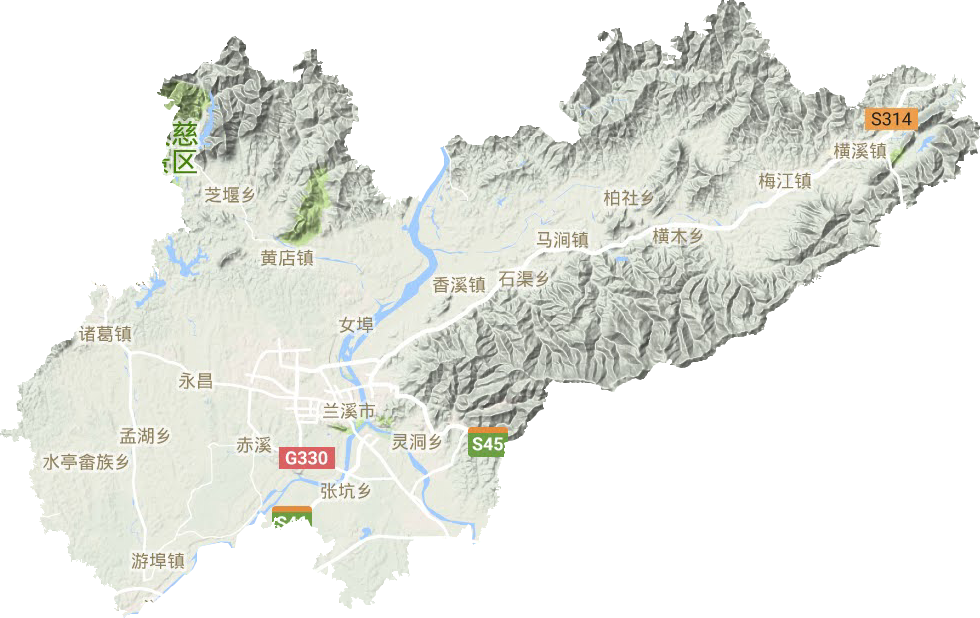 S314
慈
区
横溪镇
梅江镇
芝堰乡
柏社乡
横木乡
马涧镇
黄店镇
石渠乡
香溪镇
女埠
诸葛镇
永昌
兰溪市
孟湖乡
灵洞乡
赤溪
S45
G330
水亭畲族乡
张坑乡
游埠镇